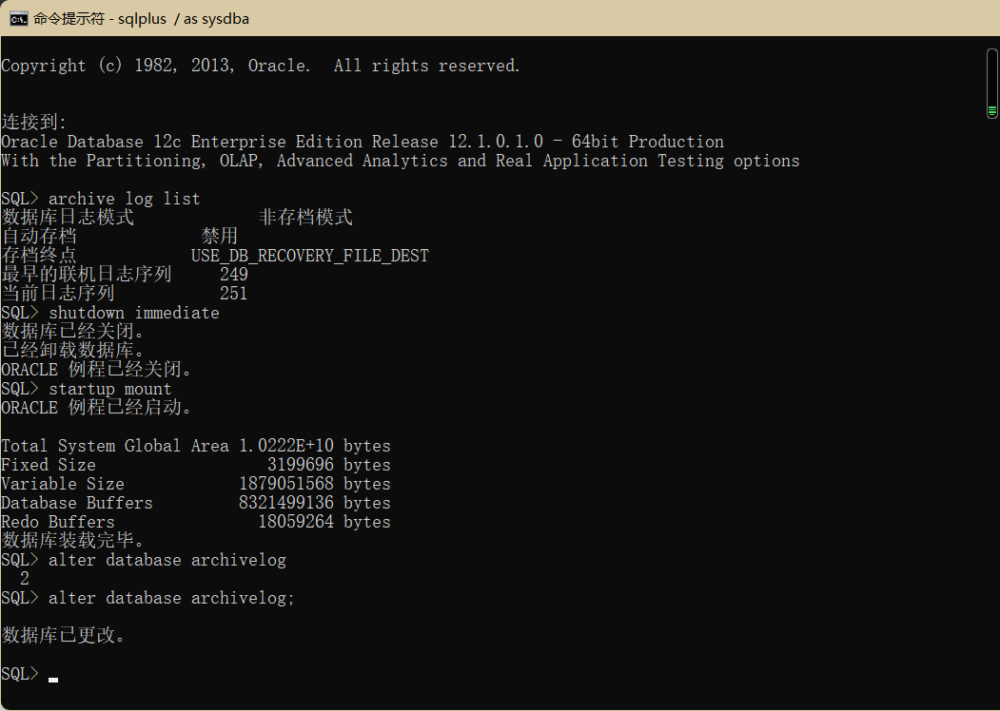 命令提示符 - sqlplus / as sysdba
Copyright (c) 1982, 2013, Oracle.  All rights reserved.
连接到:
Oracle Database 12c Enterprise Edition Release 12.1.0.1.0 - 64bit Production
With the Partitioning, OLAP, Advanced Analytics and Real Application Testing options
SQL> archive log list
数据库日志模式             非存档模式
自动存档             禁用
存档终点            USE_DB_RECOVERY_FILE_DEST
最早的联机日志序列     249
当前日志序列           251
SQL> shutdown immediate
数据库已经关闭。
已经卸载数据库。
ORACLE 例程已经关闭。
SQL> startup mount
ORACLE 例程已经启动。
Total System Global Area 1.0222E+10 bytes
Fixed Size                  3199696 bytes
Variable Size            1879051568 bytes
Database Buffers         8321499136 bytes
Redo Buffers               18059264 bytes
数据库装载完毕。
SQL> alter database archivelog
  2
SQL> alter database archivelog;
数据库已更改。
SQL>